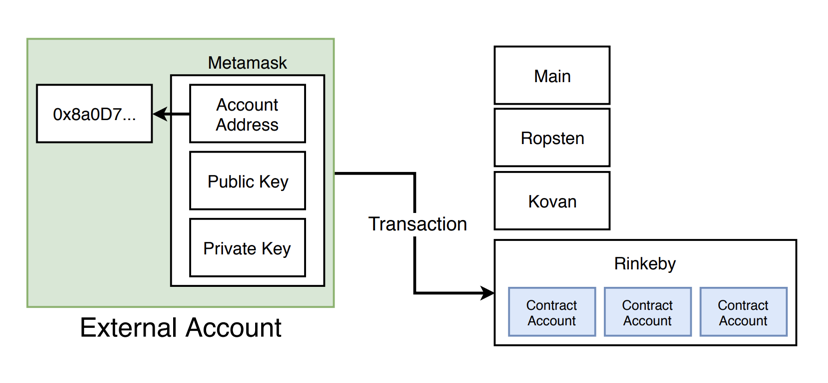 Metamask
0x8a0D7...
Account
Address
Public Key
Private Key
External Account
Transaction
Main
Ropsten
Kovan
Rinkeby
Contract
Account
Contract
Account
Contract
Account